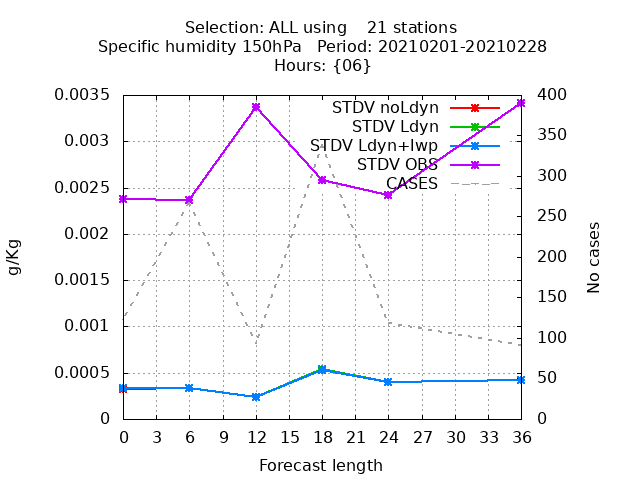 Selection: ALL using    21 stations
Specific humidity 150hPa   Period: 20210201-20210228
Hours: {06}
0.0035
0.003
0.0025
0.002
0.0015
0.001
0.0005
0
g/Kg
STDV noLdyn
STDV Ldyn
STDV Ldyn+lwp
STDV OBS
CASES
400
350
300
250
200
150
100
50
0
No cases
0 3 6 9 12 15 18 21 24 27 30 33 36
Forecast length